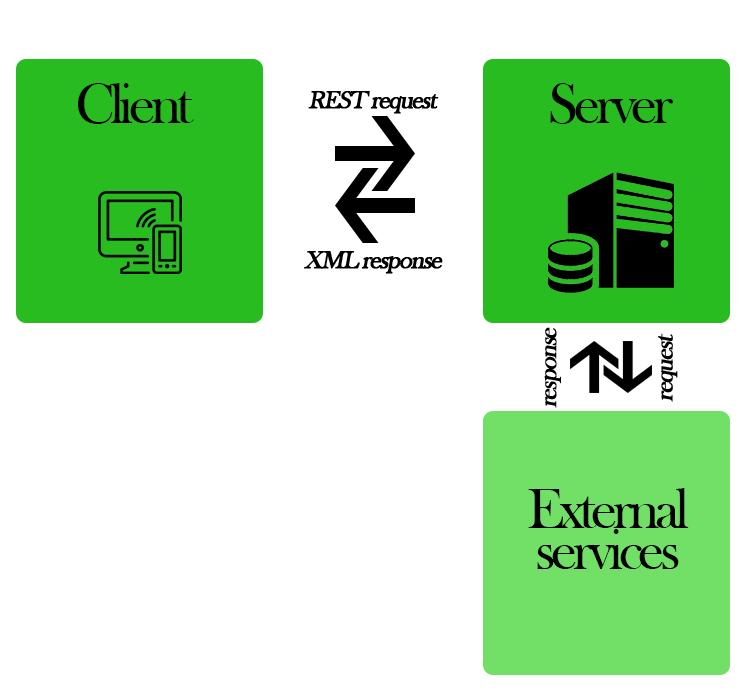 Client
REST request
Server
XML response
response
request
External
services